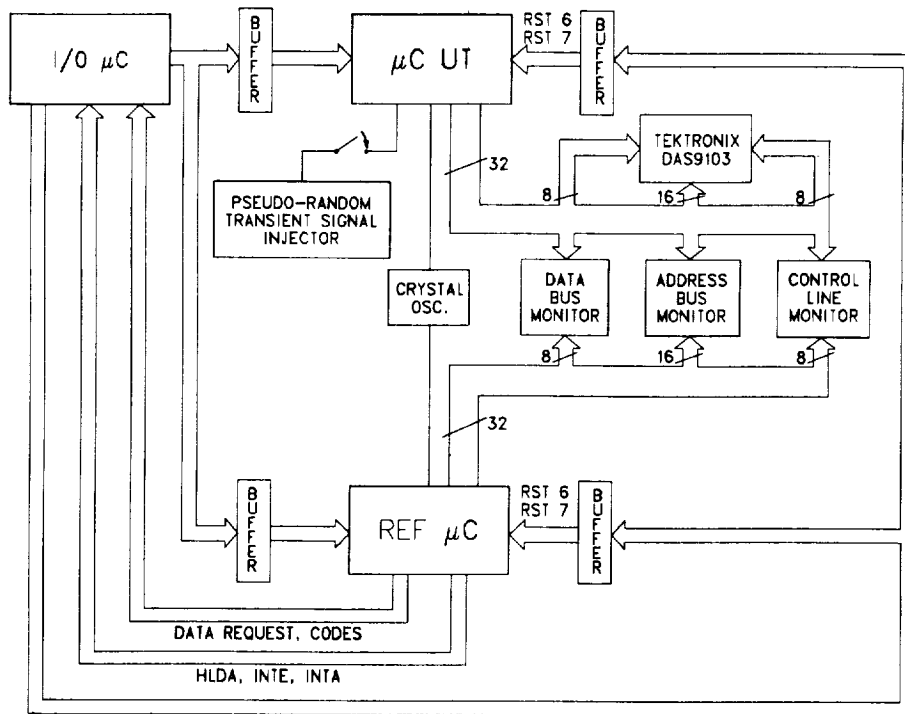 I/O μC
BUFFER
μC UT
RST 6
RST 7
BUFFER
TEKTRONIX
DAS9103
32
8
16
8
PSEUDO-RANDOM
TRANSIENT SIGNAL
INJECTOR
CRYSTAL
OSC.
DATA
BUS
MONITOR
ADDRESS
BUS
MONITOR
CONTROL
LINE
MONITOR
8
16
8
32
BUFFER
REF μC
RST 6
RST 7
BUFFER
DATA REQUEST, CODES
HLDA, INTE, INTA